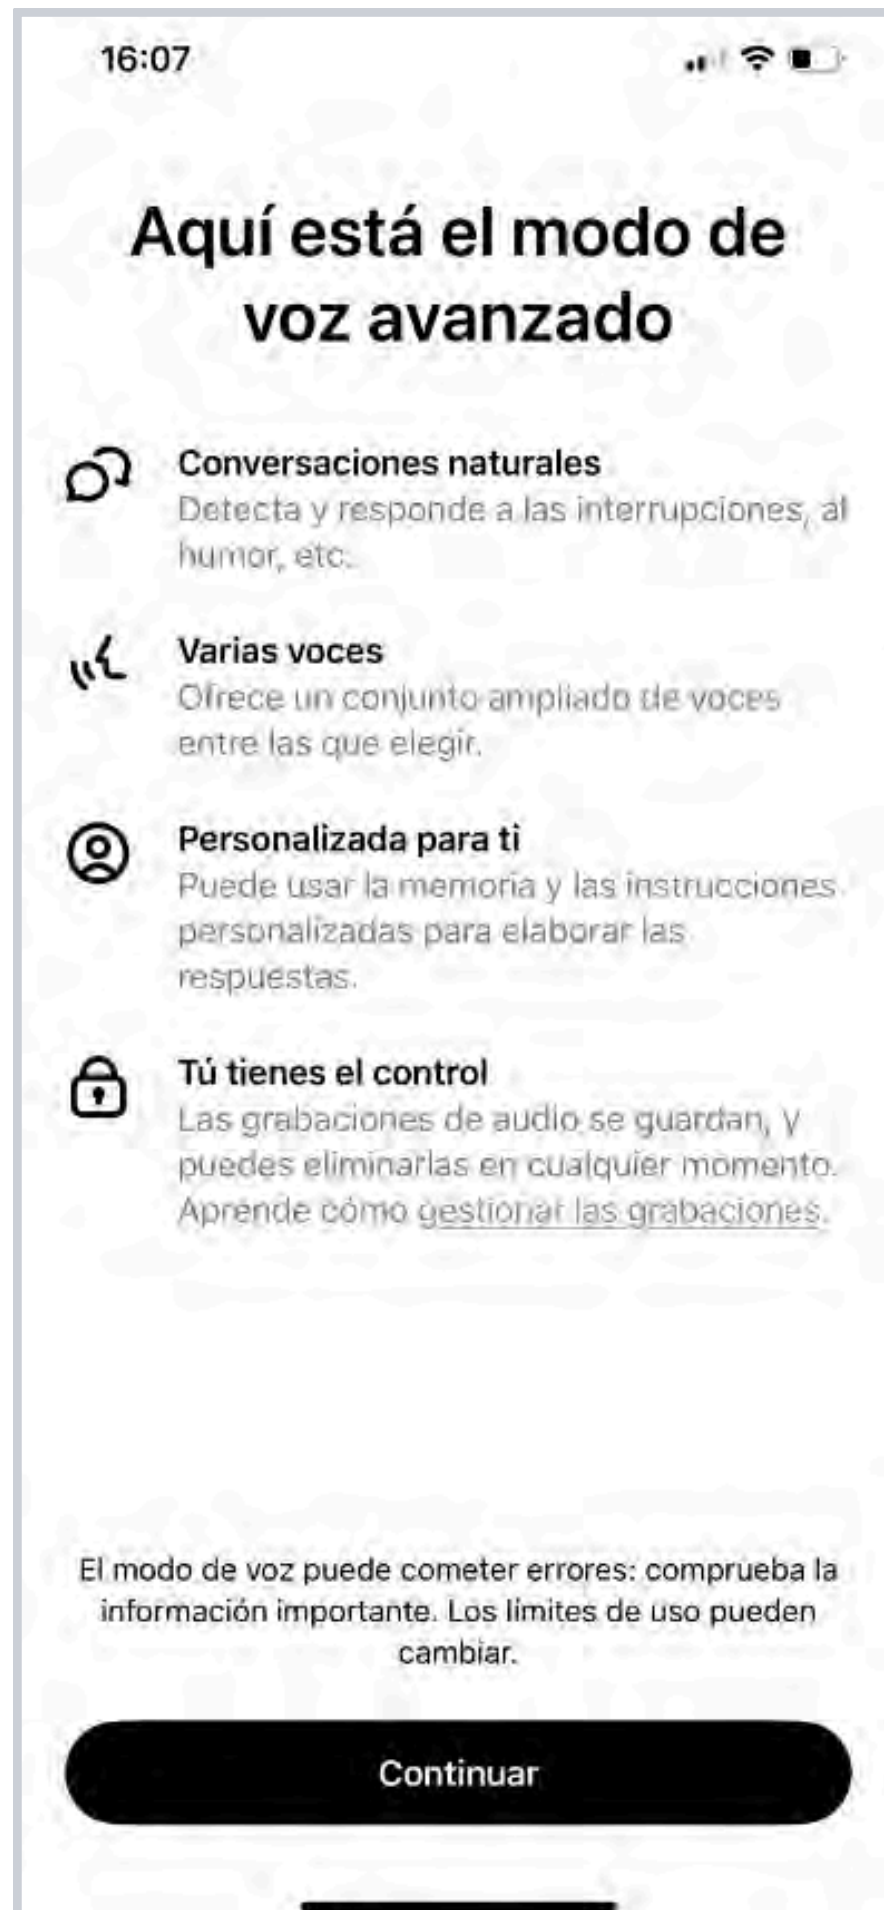 16:07
Aquí está el modo de
voz avanzado
Conversaciones naturales
Detecta y responde a las interrupciones, al
humor, etc.
Varias voces
Ofrece un conjunto ampliado de voces
entre las que elegir.
Personalizada para ti
Puede usar la memoria y las instrucciones
personalizadas para elaborar las
respuestas.
Tú tienes el control
Las grabaciones de audio se guardan, y
puedes eliminarlas en cualquier momento.
Aprende cómo gestionar las grabaciones.
El modo de voz puede cometer errores: comprueba la
información importante. Los límites de uso pueden
cambiar.
Continuar